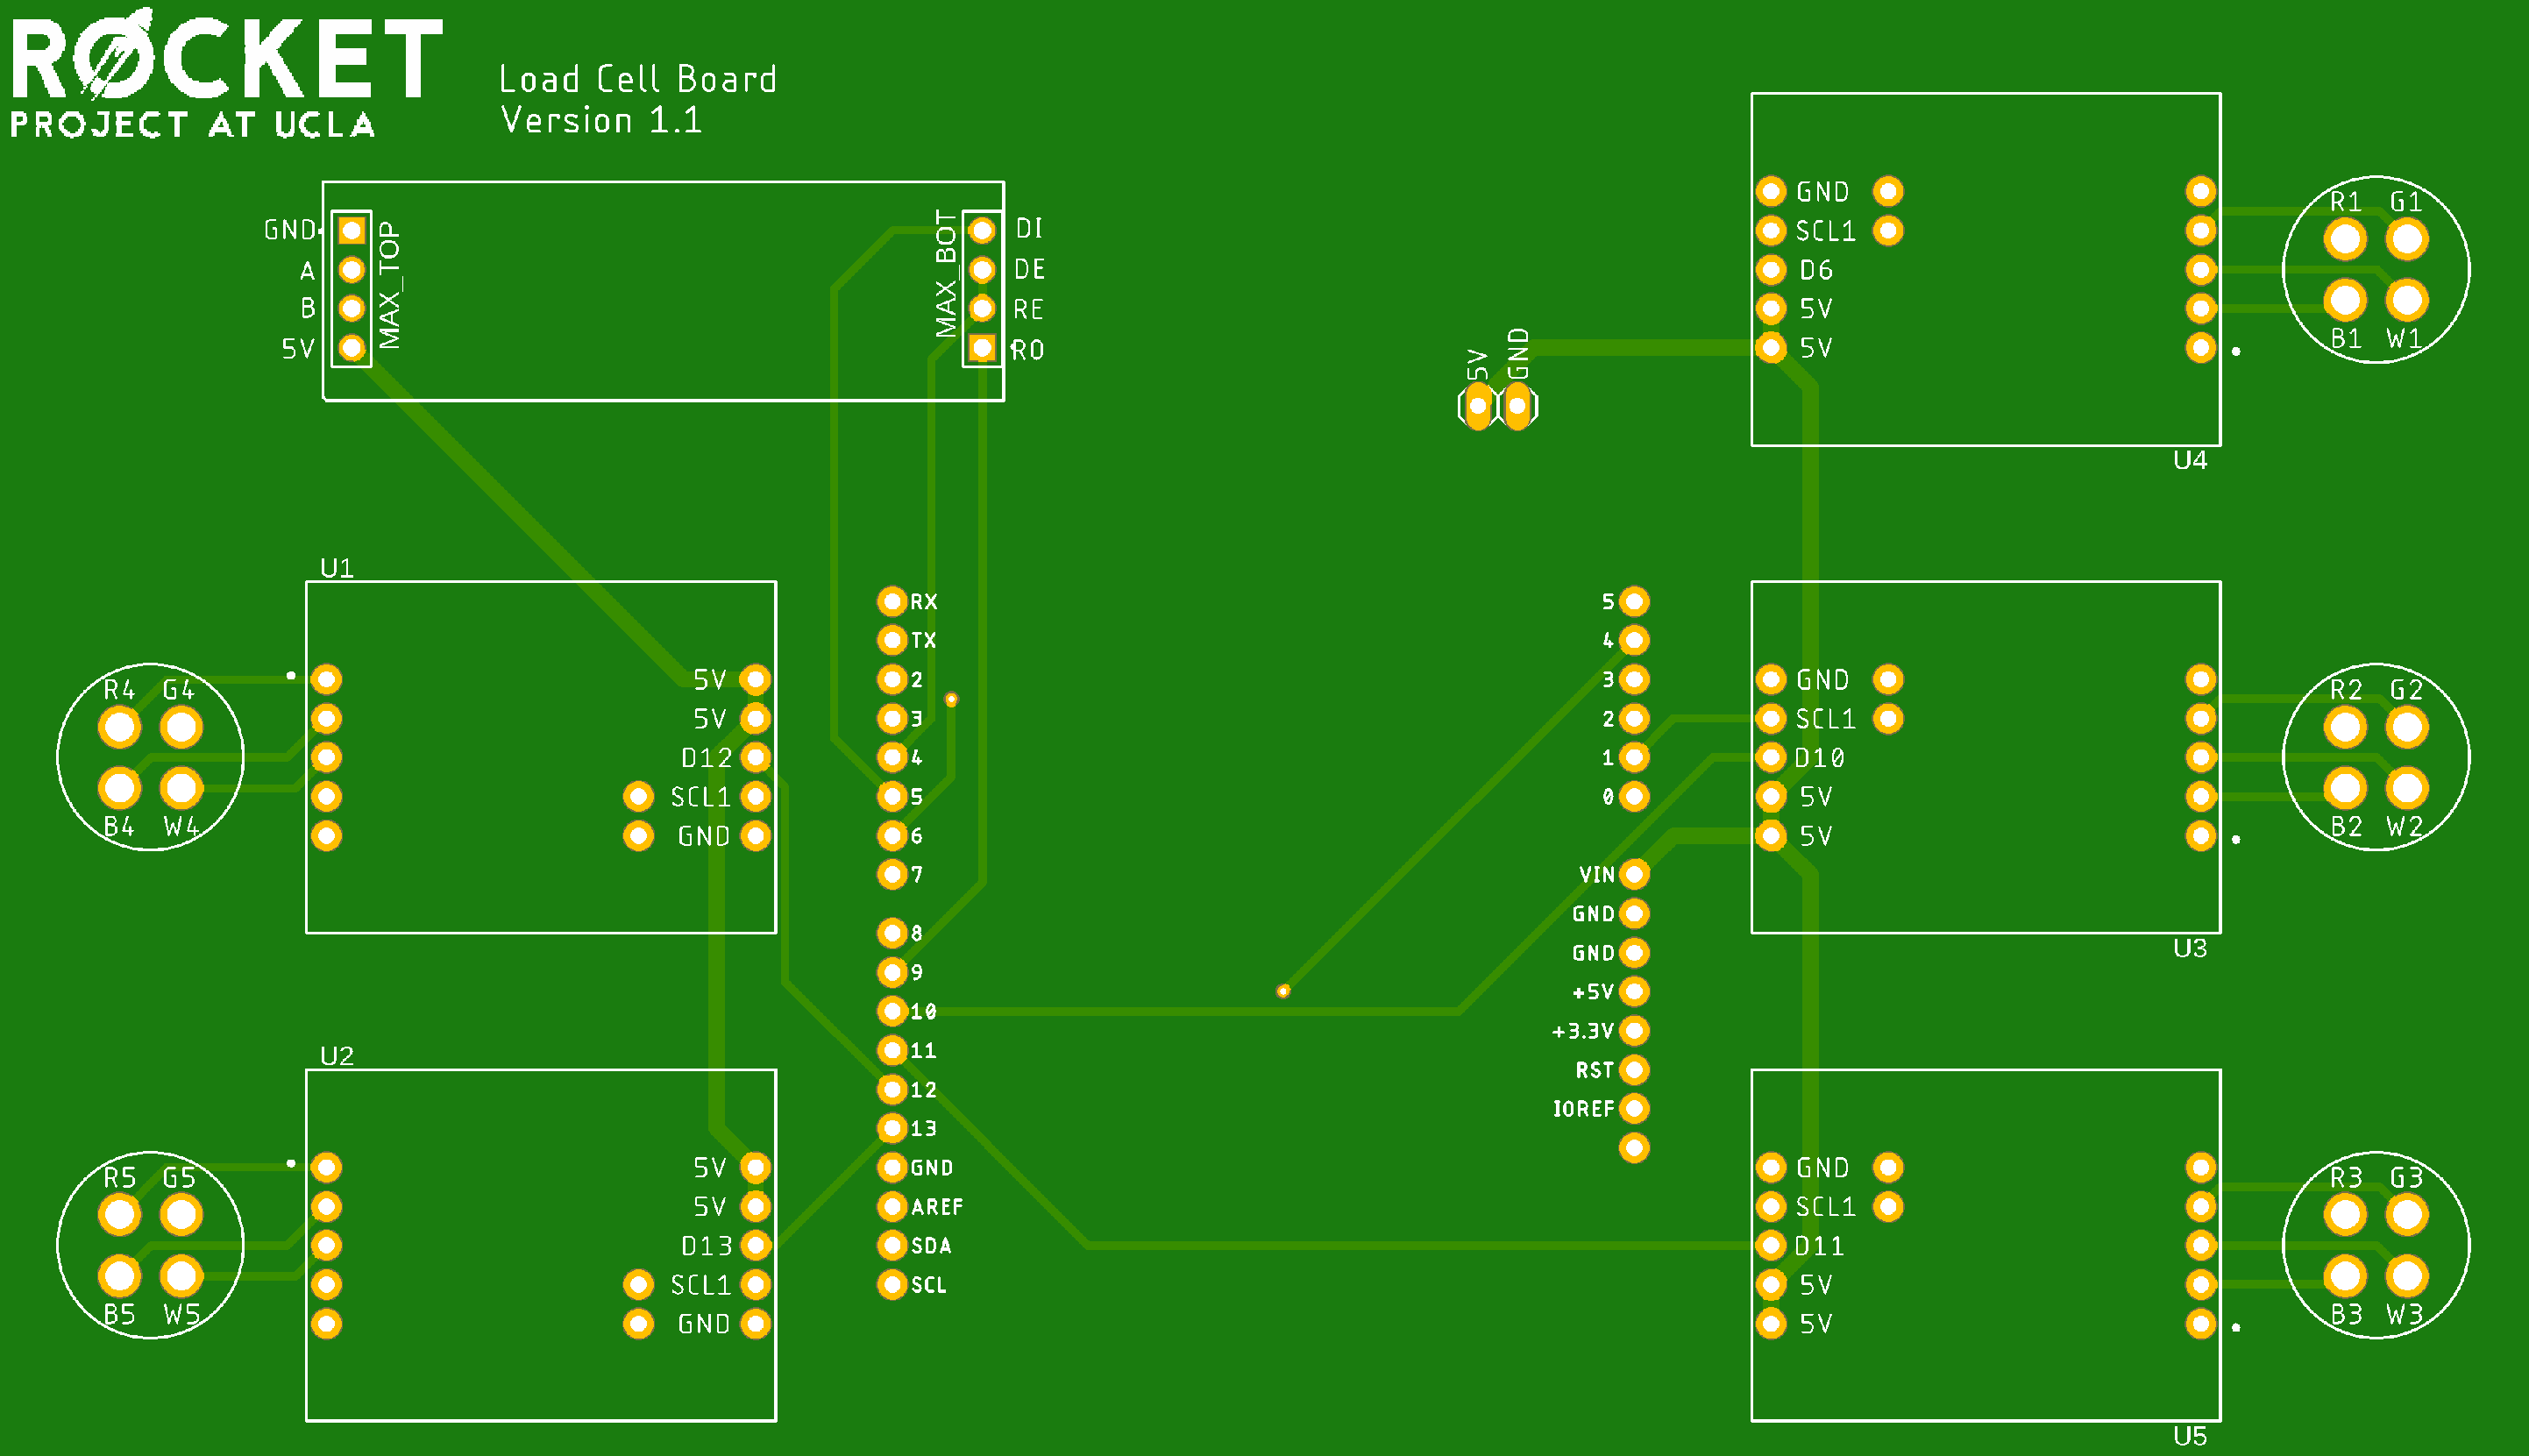 ROCKET
PROJECT AT UCLA
Load Cell Board
Version 1.1
GND
A
B
5V
MAX_TOP
MAX_BOT
DI
DE
RE
RO
5V
GND
GND
SCL1
D6
5V
5V
U4
R1 G1
B1 W1
U1
R4 G4
B4 W4
5V
5V
D12
SCL1
GND
RX
TX
2
3
4
5
6
7
8
9
10
11
12
13
GND
AREF
SDA
SCL
5
4
3
2
1
0
VIN
GND
GND
+5V
+3.3V
RST
IOREF
GND
SCL1
D10
5V
5V
U3
R2 G2
B2 W2
U2
R5 G5
B5 W5
5V
5V
D13
SCL1
GND
GND
SCL1
D11
5V
5V
U5
R3 G3
B3 W3